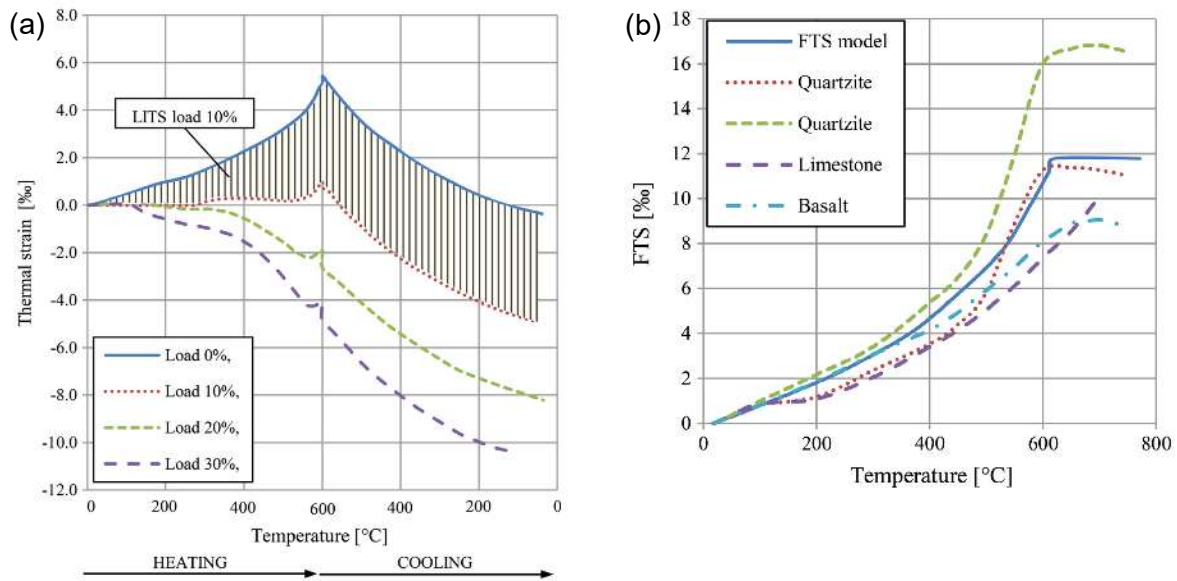 (a)
8.0
6.0
4.0
2.0
0.0
-2.0
-4.0
-6.0
-8.0
-10.0
-12.0
Thermal strain [‰]
LITS load 10%
Load 0%,
Load 10%,
Load 20%,
Load 30%,
0 200 400 600 400 200 0
Temperature [°C]
HEATING COOLING
(b)
18
16
14
12
10
8
6
4
2
0
FTS [‰]
FTS model
Quartzite
Quartzite
Limestone
Basalt
0 200 400 600 800
Temperature [°C]